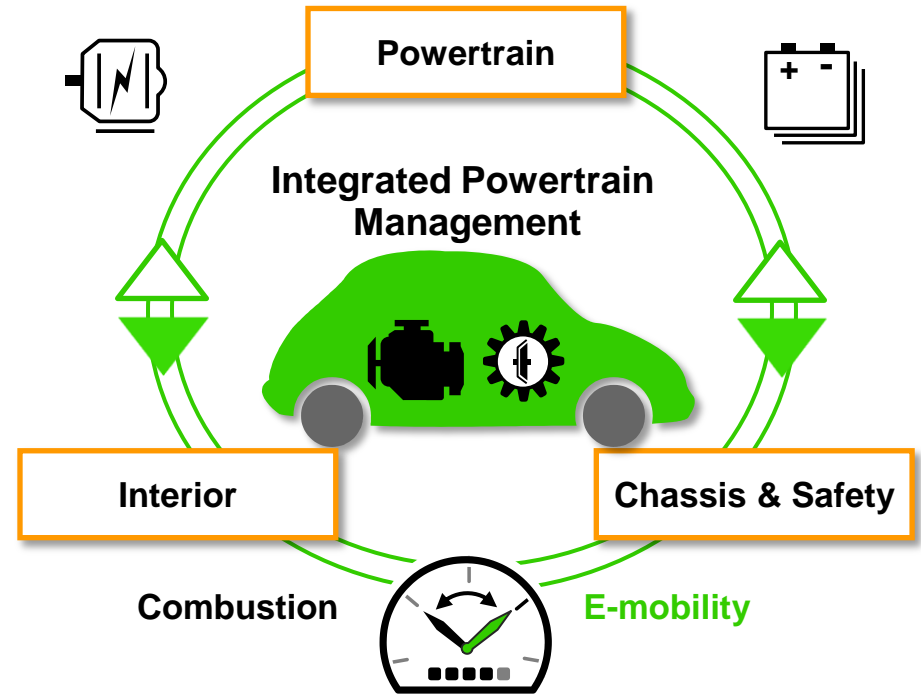 Powertrain
+ -
Integrated Powertrain
Management
Interior
Chassis & Safety
Combustion
E-mobility